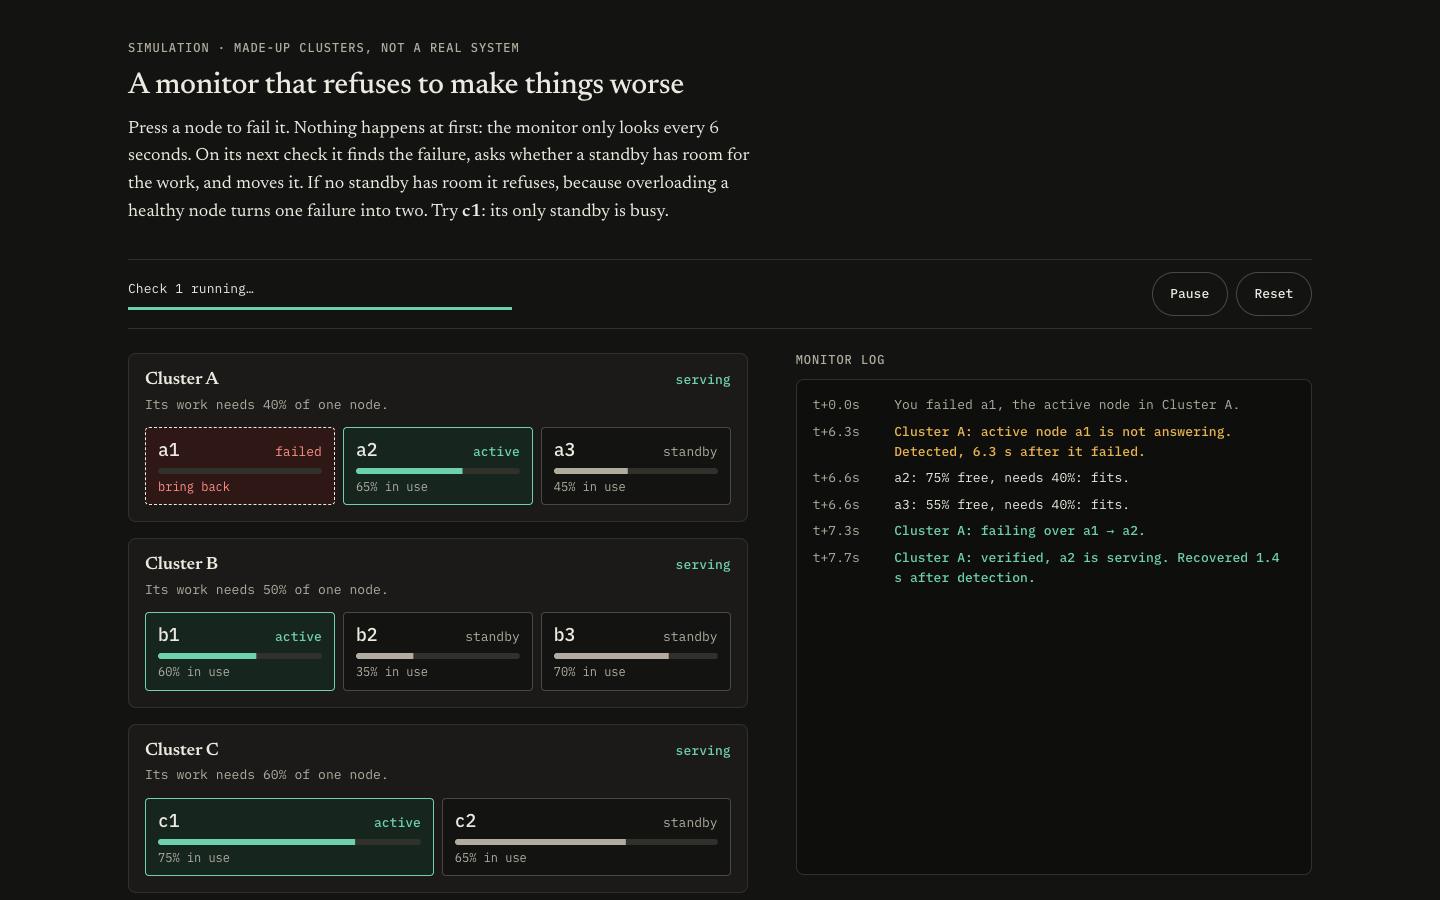 SIMULATION · MADE-UP CLUSTERS, NOT A REAL SYSTEM
A monitor that refuses to make things worse
Press a node to fail it. Nothing happens at first: the monitor only looks every 6
seconds. On its next check it finds the failure, asks whether a standby has room for
the work, and moves it. If no standby has room it refuses, because overloading a
healthy node turns one failure into two. Try c1: its only standby is busy.
Check 1 running…
Pause
Reset
Cluster A
serving
Its work needs 40% of one node.
a1
failed
bring back
a2
active
65% in use
a3
standby
45% in use
Cluster B
serving
Its work needs 50% of one node.
b1
active
60% in use
b2
standby
35% in use
b3
standby
70% in use
Cluster C
serving
Its work needs 60% of one node.
c1
active
75% in use
c2
standby
65% in use
MONITOR LOG
t+0.0s You failed a1, the active node in Cluster A.
t+6.3s Cluster A: active node a1 is not answering.
Detected, 6.3 s after it failed.
t+6.6s a2: 75% free, needs 40%: fits.
t+6.6s a3: 55% free, needs 40%: fits.
t+7.3s Cluster A: failing over a1 → a2.
t+7.7s Cluster A: verified, a2 is serving. Recovered 1.4
s after detection.